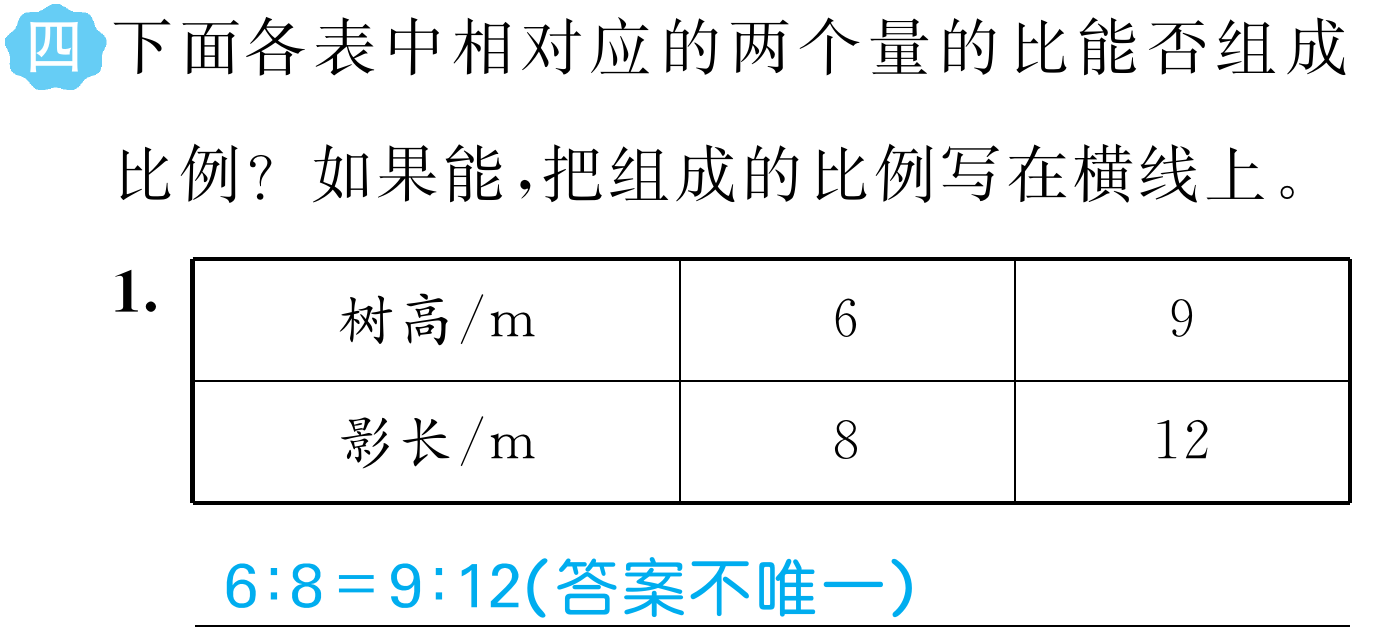 四 下面各表中相对应的两个量的比能否组成
比例？如果能，把组成的比例写在横线上。
1. 树高/m 6 9
影长/m 8 12
6∶8＝9∶12(答案不唯一)